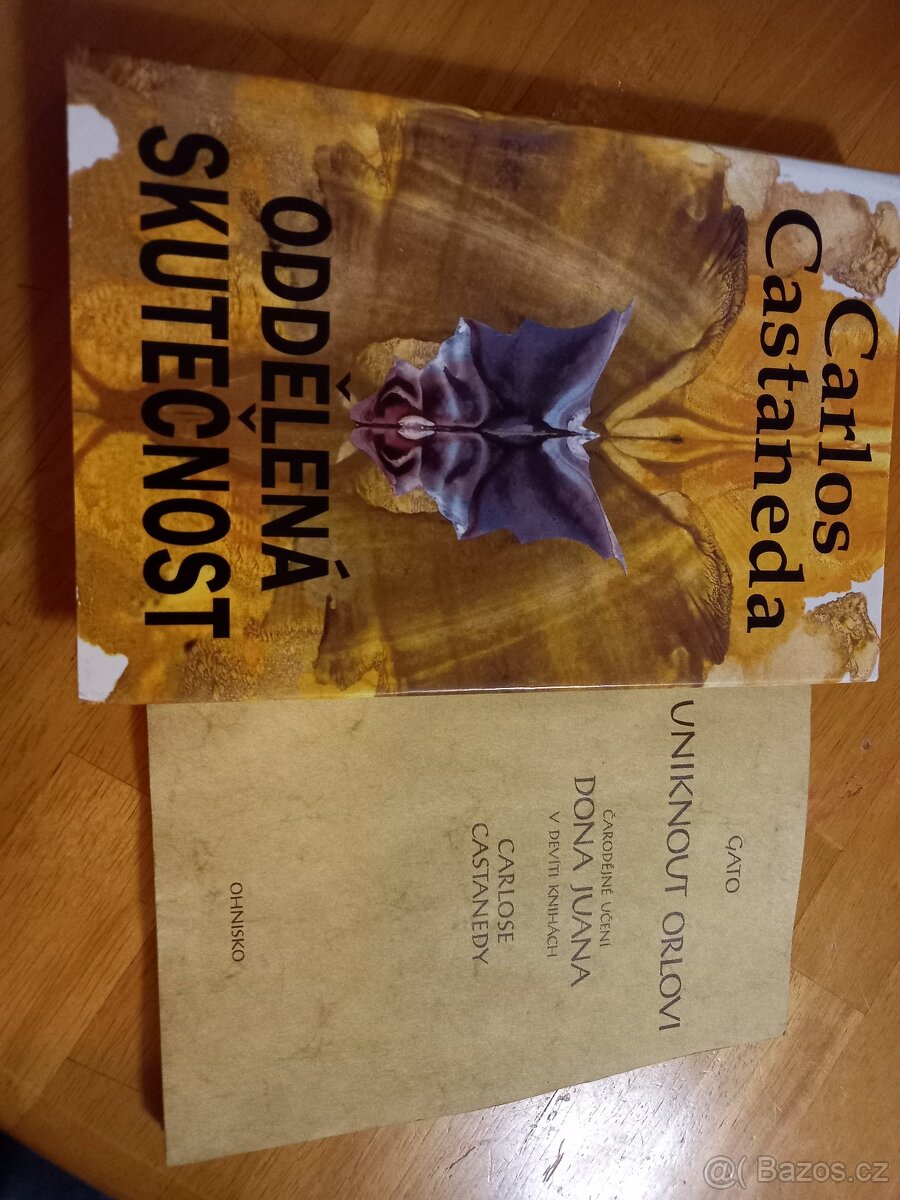 Carlos
Castaneda
ODDĚLENÁ
SKUTEČNOST
GATO
UNIKNOUT ORLOVI
ČARODĚJNÉ UČENÍ
DONA JUANA
V DEVÍTI KNIHÁCH
CARLOSE
CASTANEDY
OHNISKO
@( Bazos.cz